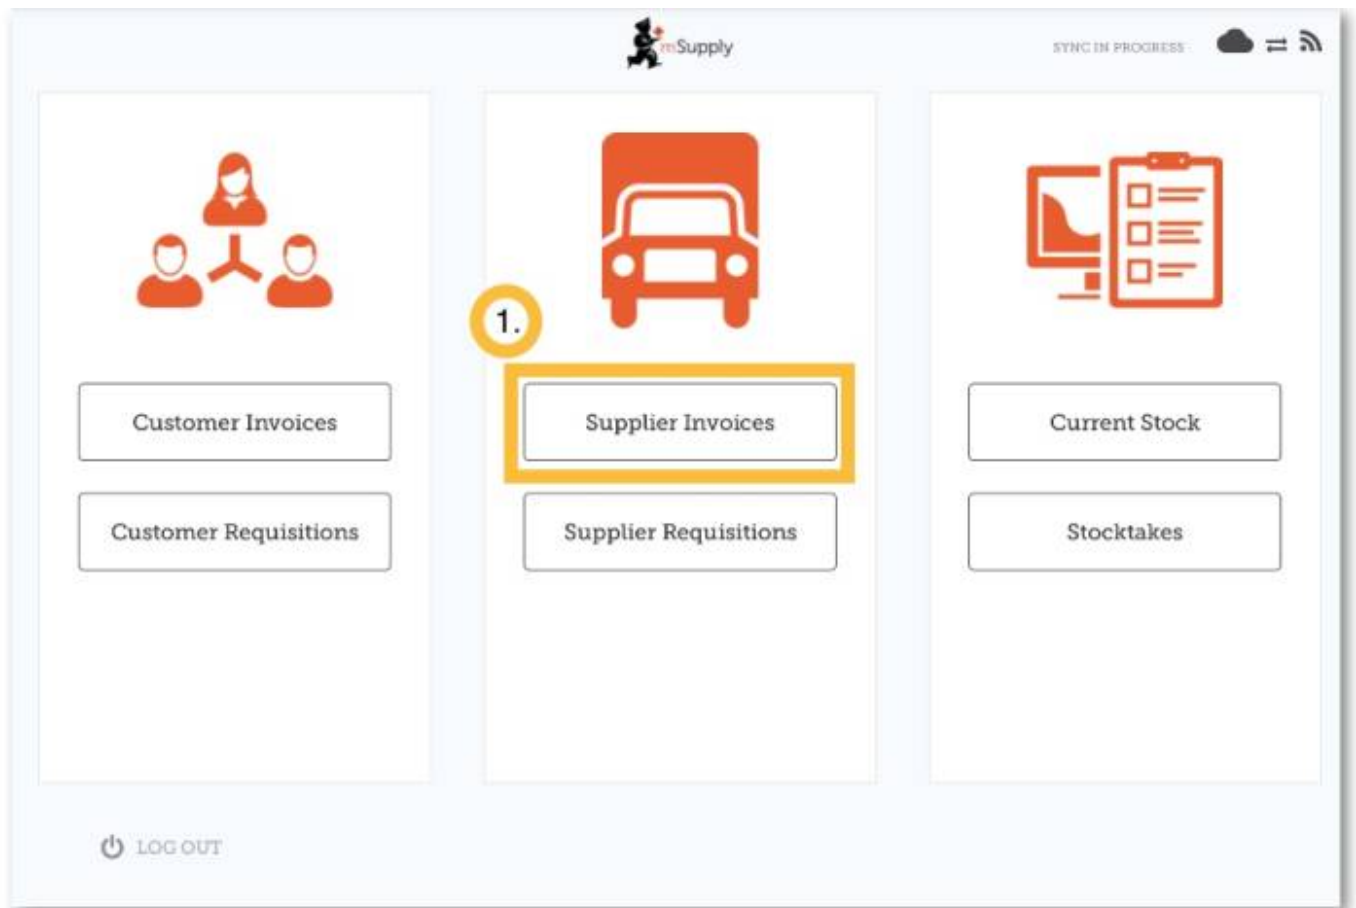 mSupply
SYNC IN PROGRESS
1.
Customer Invoices
Supplier Invoices
Current Stock
Customer Requisitions
Supplier Requisitions
Stocktakes
LOG OUT